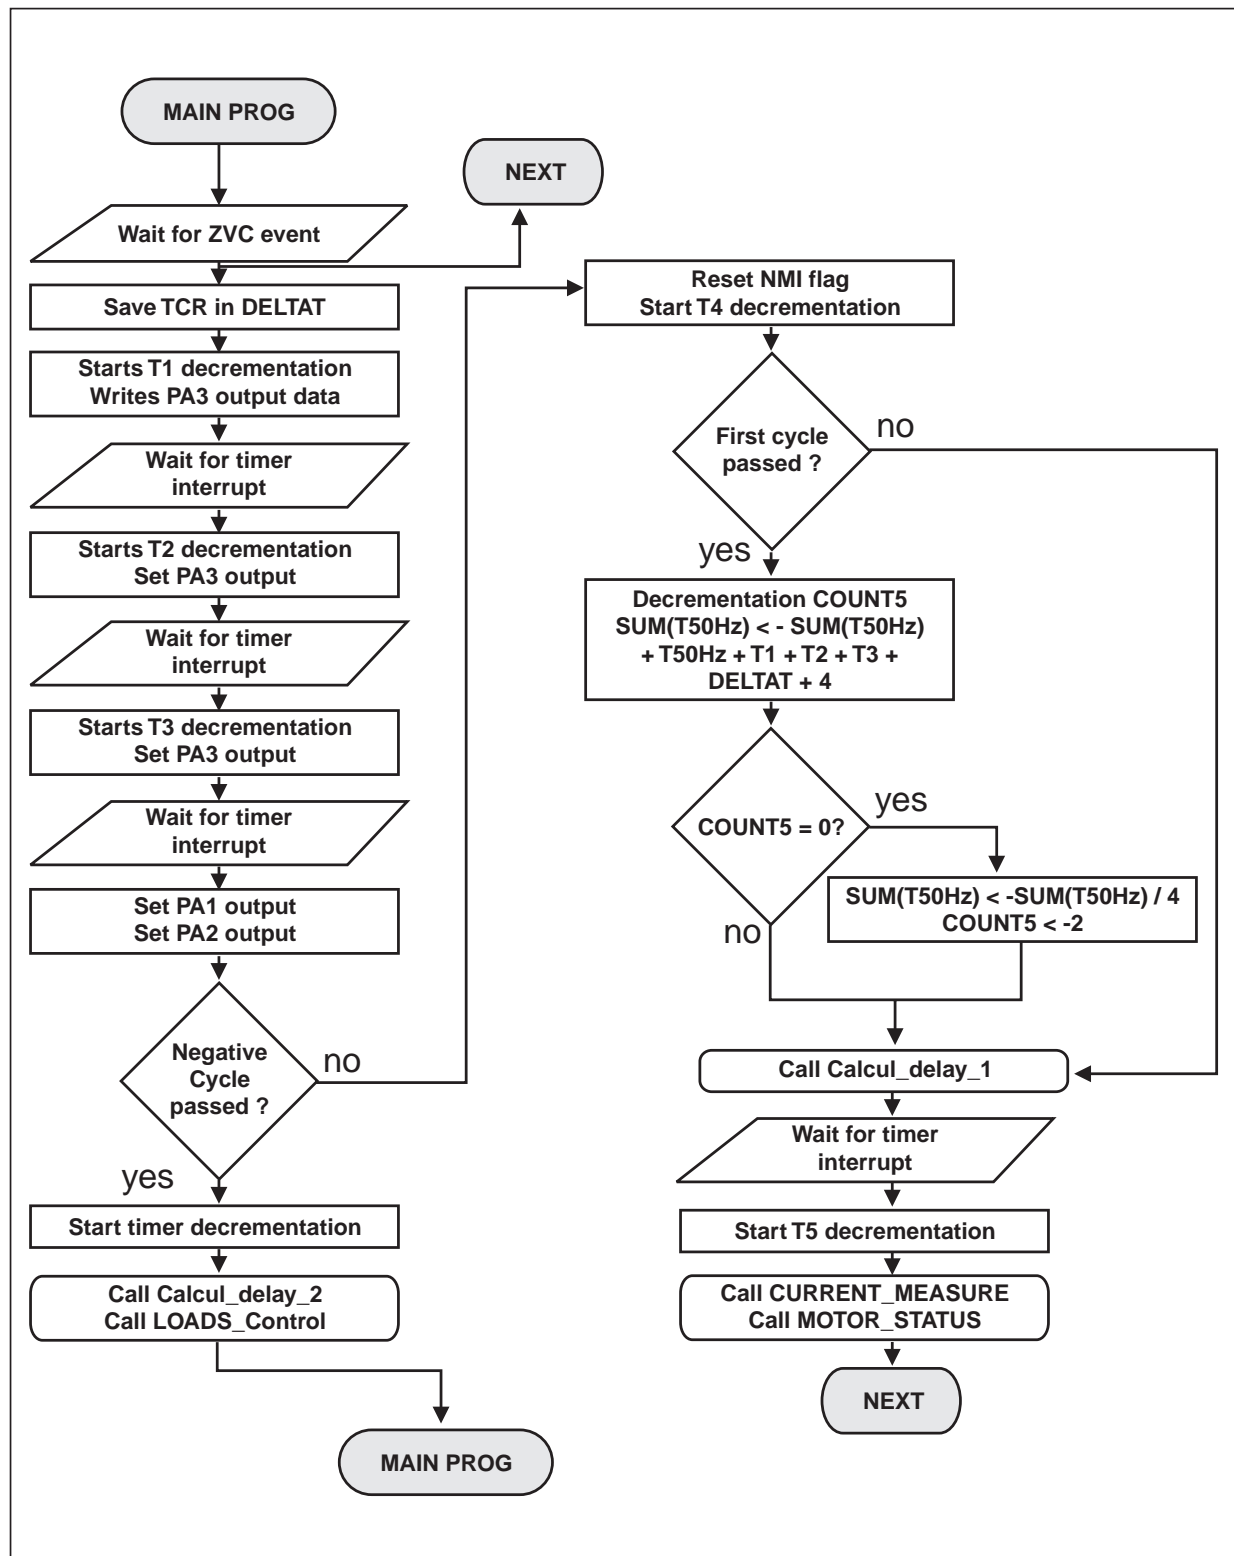 MAIN PROG
NEXT
Wait for ZVC event
Save TCR in DELTAT
Starts T1 decrementation
Writes PA3 output data
Wait for timer
interrupt
Starts T2 decrementation
Set PA3 output
Wait for timer
interrupt
Starts T3 decrementation
Set PA3 output
Wait for timer
interrupt
Set PA1 output
Set PA2 output
Negative
Cycle
passed ?
no
yes
Start timer decrementation
Call Calcul_delay_2
Call LOADS_Control
MAIN PROG
Reset NMI flag
Start T4 decrementation
First cycle
passed ?
no
yes
Decrementation COUNT5
SUM(T50Hz) < - SUM(T50Hz)
+ T50Hz + T1 + T2 + T3 +
DELTAT + 4
COUNT5 = 0?
yes
no
SUM(T50Hz) < -SUM(T50Hz) / 4
COUNT5 < -2
Call Calcul_delay_1
Wait for timer
interrupt
Start T5 decrementation
Call CURRENT_MEASURE
Call MOTOR_STATUS
NEXT